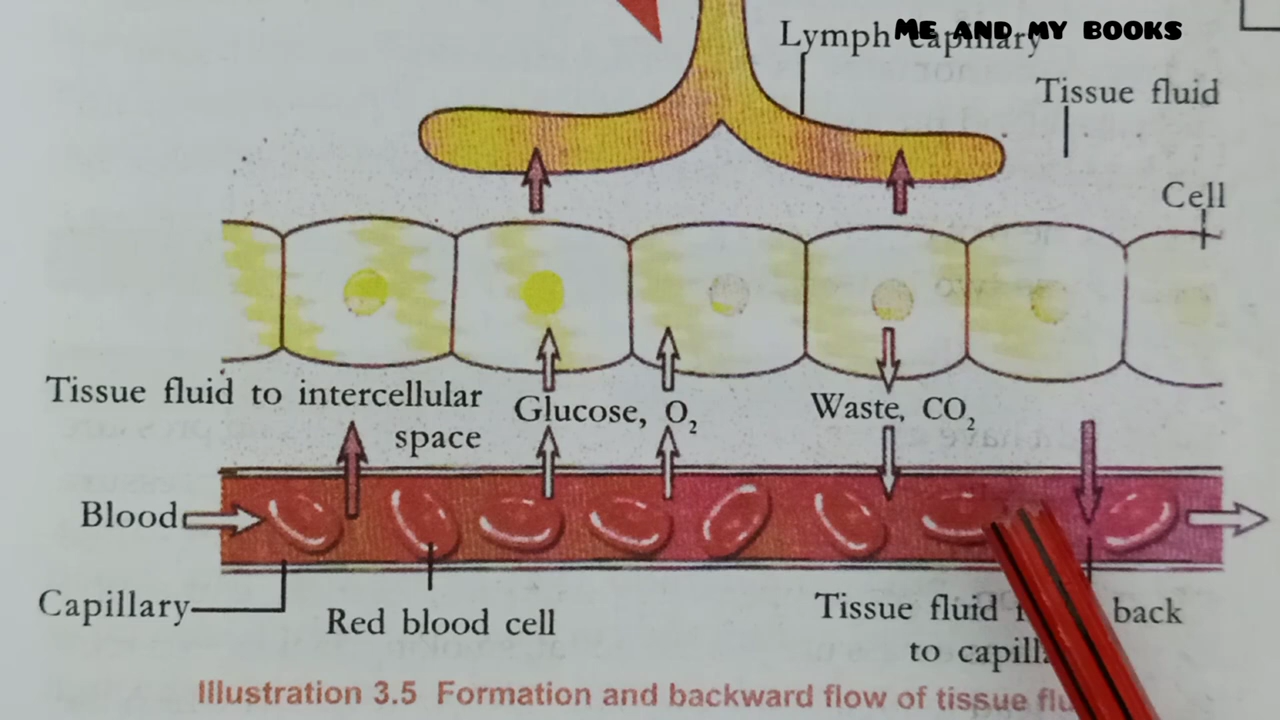 Lymph capillary
ME AND MY BOOKS
Tissue fluid
Cell
Tissue fluid to intercellular
space
Glucose, O₂
Waste, CO₂
Blood
Capillary
Red blood cell
Tissue fluid back
to
Illustration 3.5 Formation and backward flow of tissue